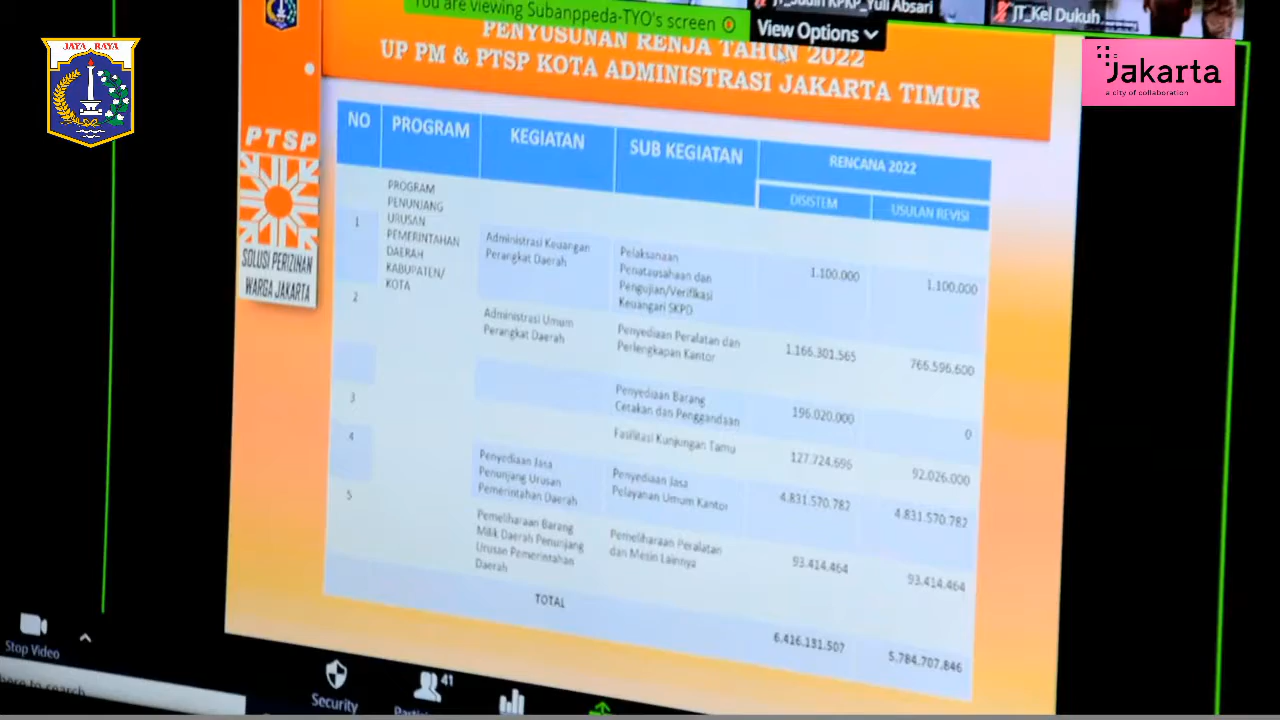 You are viewing Subanppeda-TYO's screen
View Options
JT_Sudin KPKP_Yuli Absari
JT_Kel Dukuh
JAYA RAYA
Jakarta
a city of collaboration
PENYUSUNAN RENJA TAHUN 2022
UP PM & PTSP KOTA ADMINISTRASI JAKARTA TIMUR
PTSP
SOLUSI PERIZINAN
WARGA JAKARTA
NO
PROGRAM
KEGIATAN
SUB KEGIATAN
RENCANA 2022
DISISTEM
USULAN REVISI
1
PROGRAM
PENUNJANG
URUSAN
PEMERINTAHAN
DAERAH
KABUPATEN/
KOTA
Administrasi Keuangan
Perangkat Daerah
Pelaksanaan
Penatausahaan dan
Pengujian/Verifikasi
Keuangan SKPD
1.100.000
1.100.000
2
Administrasi Umum
Perangkat Daerah
Penyediaan Peralatan dan
Perlengkapan Kantor
1.166.301.565
766.596.600
Penyediaan Barang
Cetakan dan Penggandaan
196.020.000
0
3
Fasilitasi Kunjungan Tamu
127.724.696
92.026.000
4
Penyediaan Jasa
Penunjang Urusan
Pemerintahan Daerah
Penyediaan Jasa
Pelayanan Umum Kantor
4.831.570.782
4.831.570.782
5
Pemeliharaan Barang
Milik Daerah Penunjang
Urusan Pemerintahan
Daerah
Pemeliharaan Peralatan
dan Mesin Lainnya
93.414.464
93.414.464
TOTAL
6.416.131.507
5.784.707.846
Stop Video
here to search
Security
41